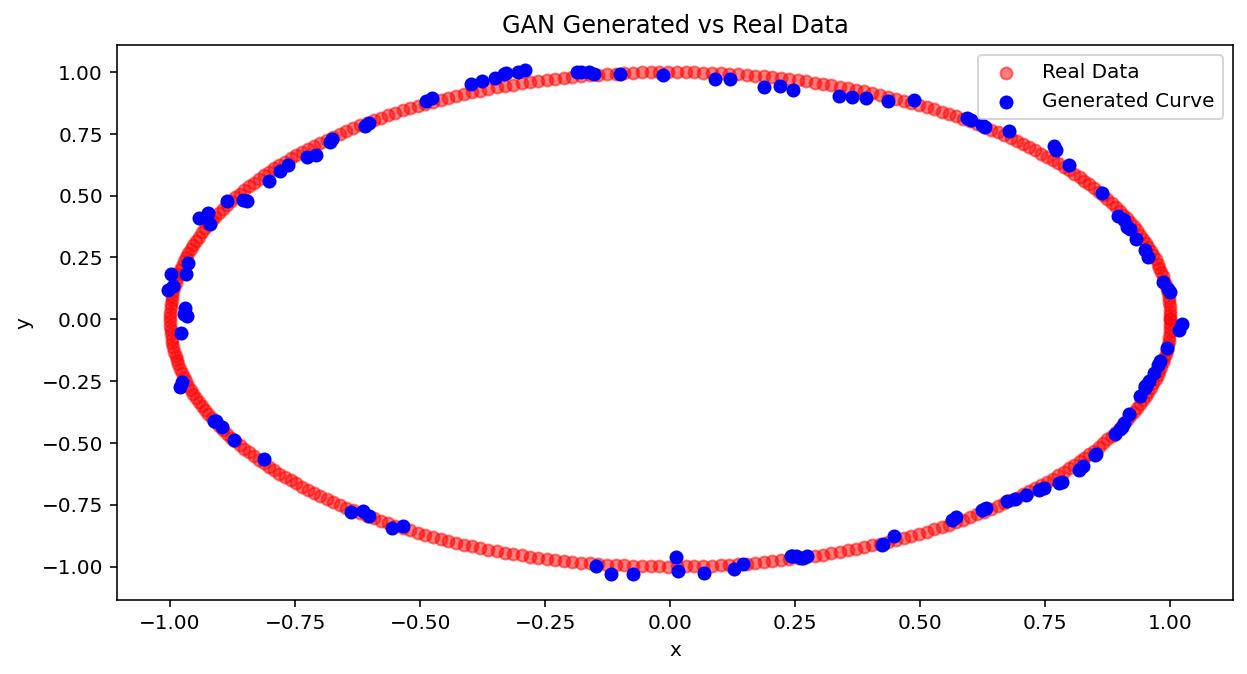 GAN Generated vs Real Data
Real Data
Generated Curve
1.00
0.75
0.50
0.25
0.00
−0.25
−0.50
−0.75
−1.00
y
−1.00 −0.75 −0.50 −0.25 0.00 0.25 0.50 0.75 1.00
x